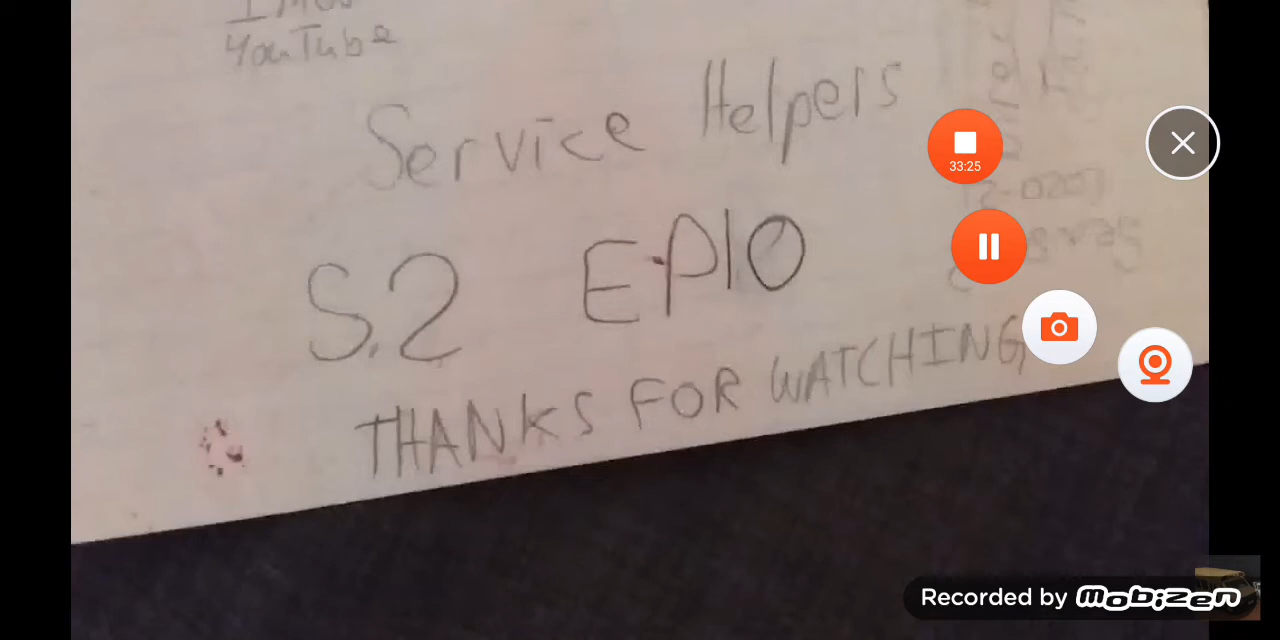 YouTube
Service Helpers
S.2 EP10
THANKS FOR WATCHING
33:25
Recorded by mobizen